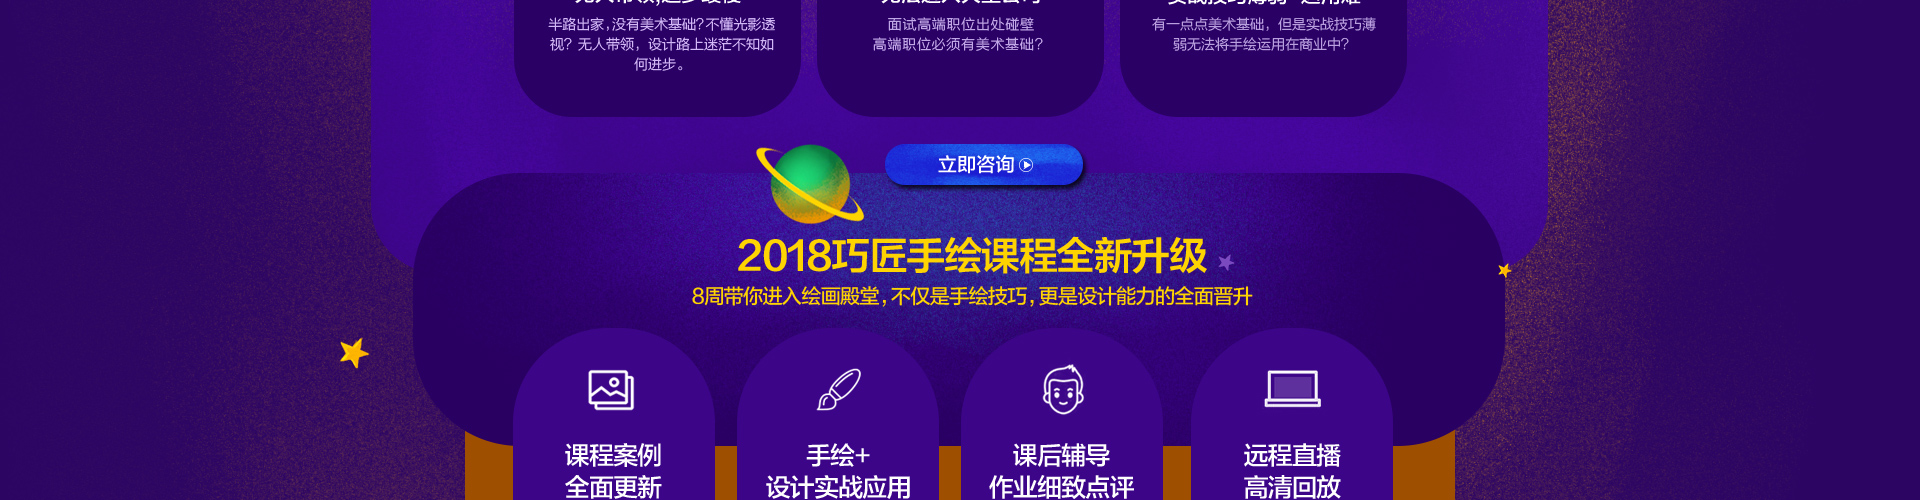 半路出家,没有美术基础?不懂光影透
视？无人带领，设计路上迷茫不知如
何进步。
面试高端职位出处碰壁
高端职位必须有美术基础?
有一点点美术基础，但是实战技巧薄
弱无法将手绘运用在商业中?
立即咨询
2018巧匠手绘课程全新升级
8周带你进入绘画殿堂,不仅是手绘技巧,更是设计能力的全面晋升
课程案例
全面更新
手绘+
设计实战应用
课后辅导
作业细致点评
远程直播
高清回放